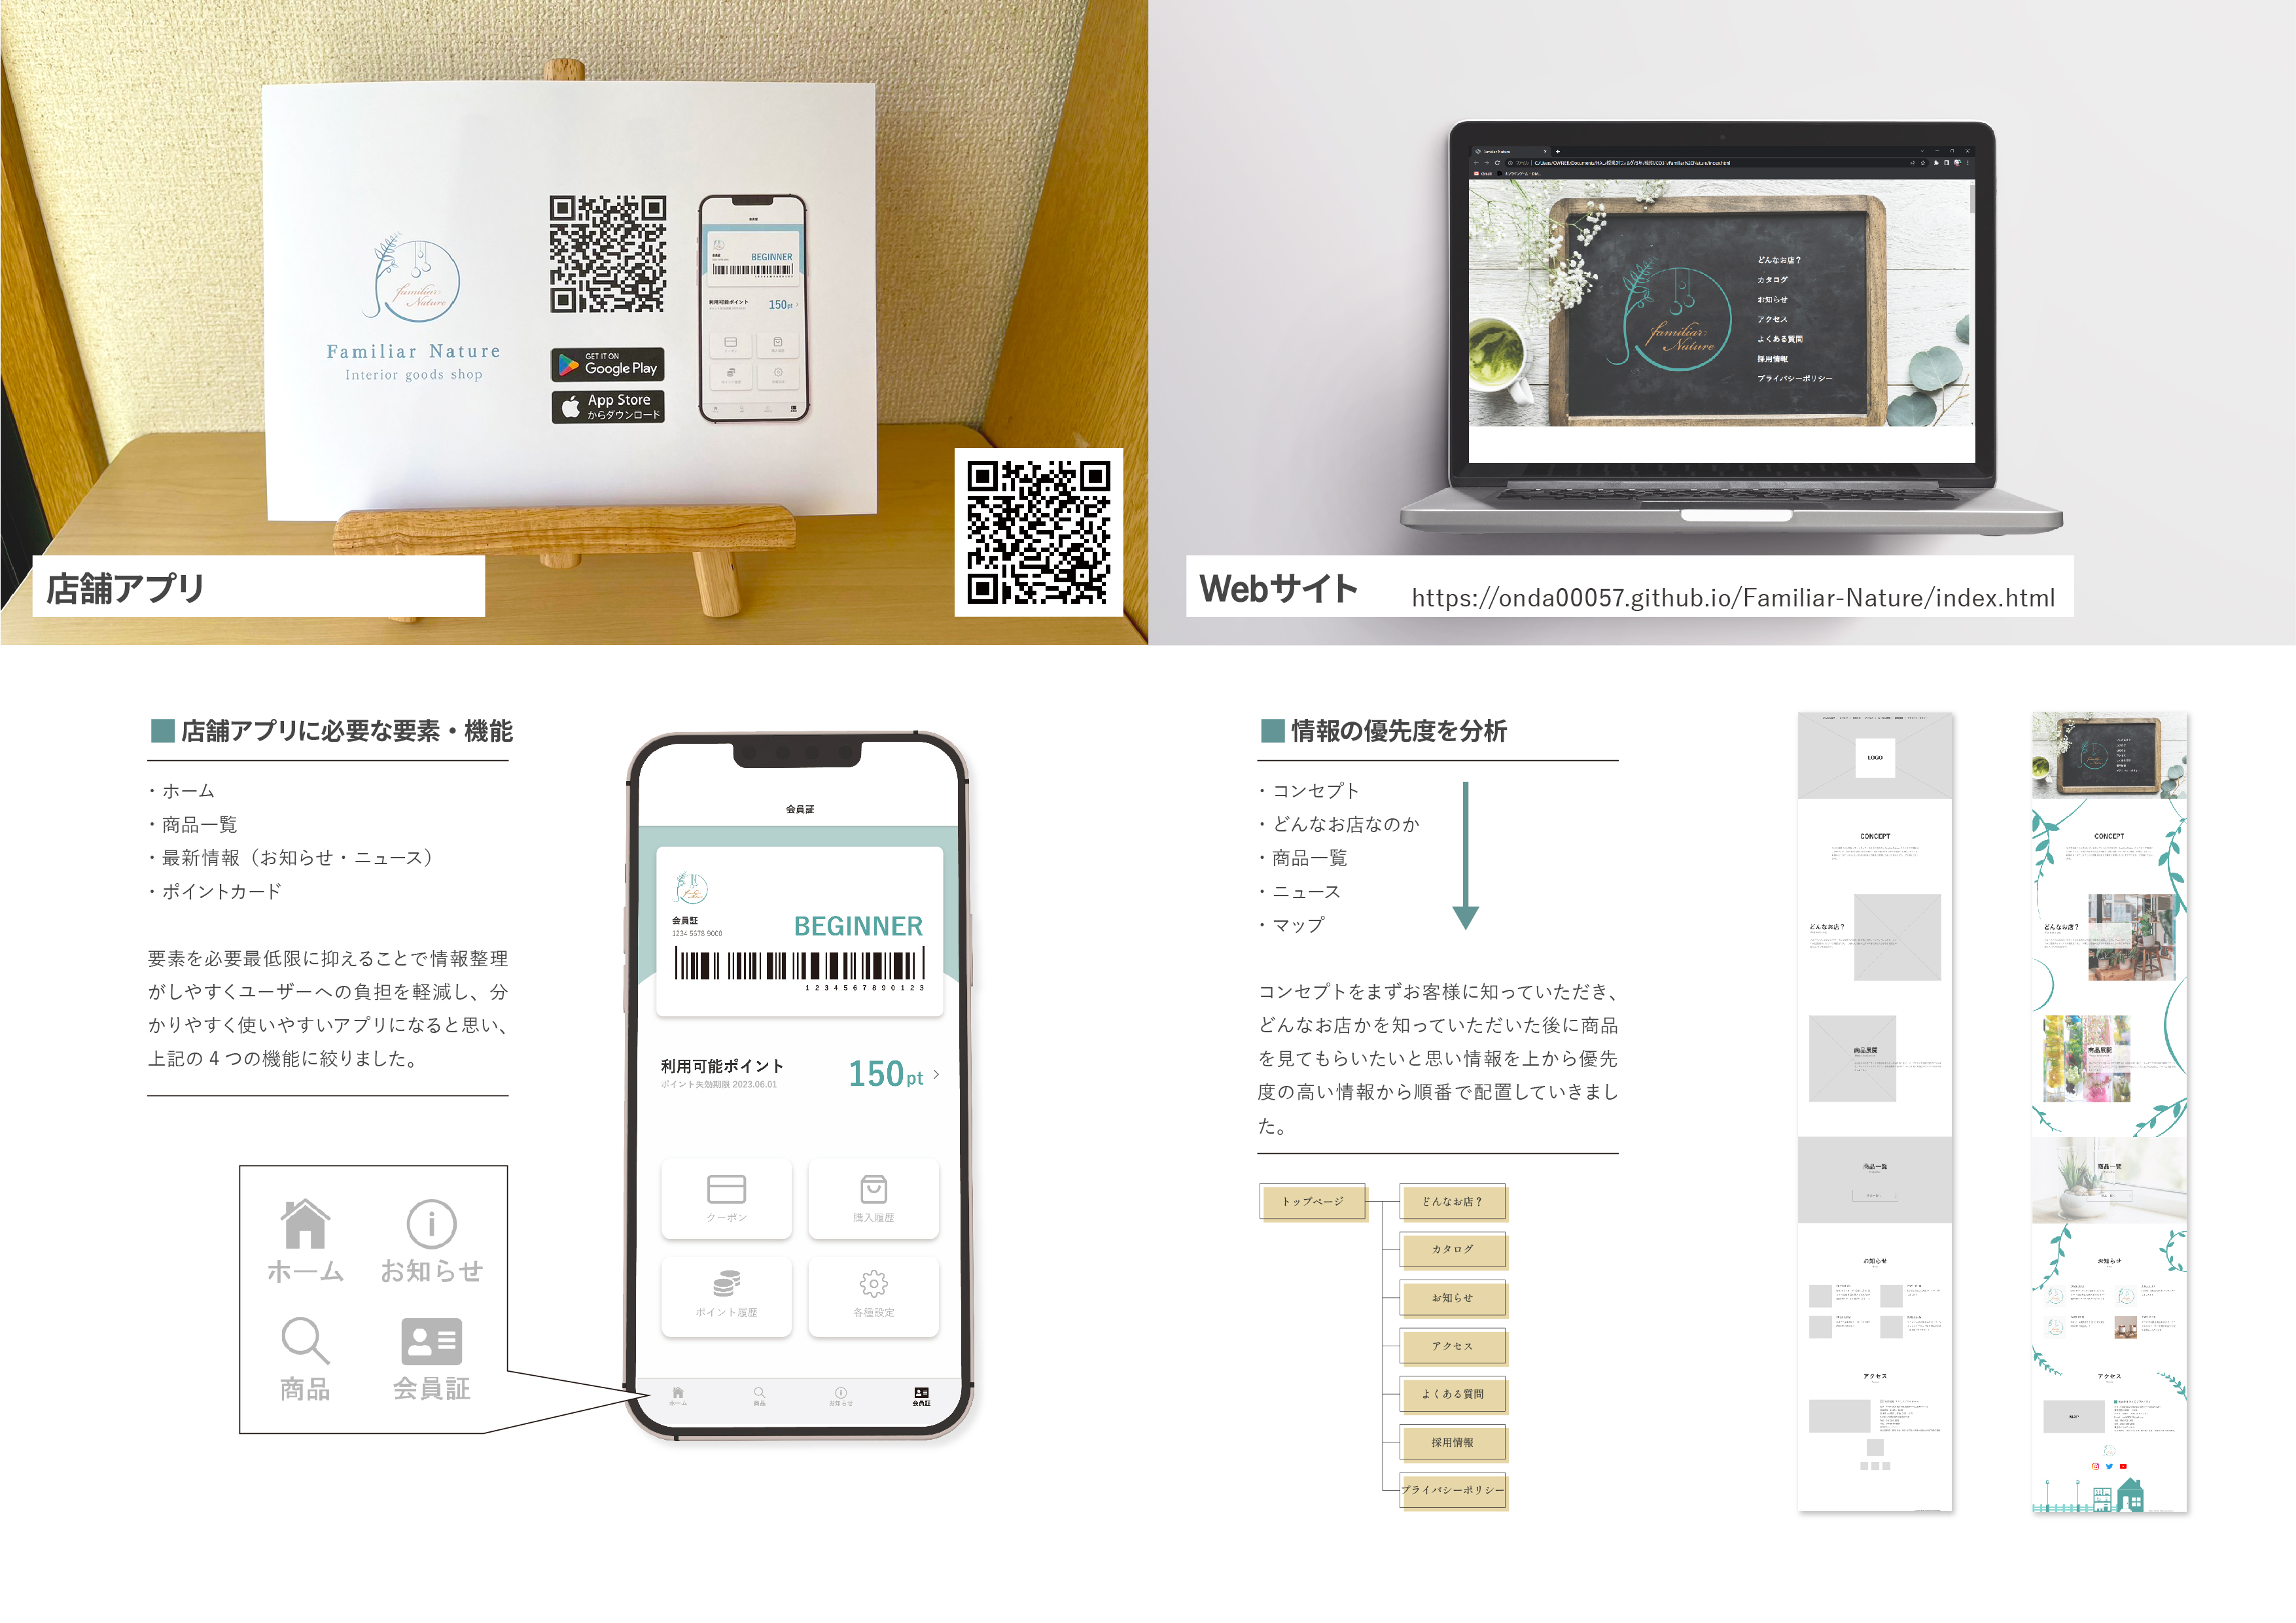 familiar
Nature
Familiar Nature
Interior goods shop
GET IT ON
Google Play
App Store
からダウンロード
会員証
BEGINNER
利用可能ポイント
150pt
店舗アプリ
Familiar Nature
どんなお店？
カタログ
お知らせ
アクセス
よくある質問
採用情報
プライバシーポリシー
familiar
Nature
Webサイト
https://onda00057.github.io/Familiar-Nature/index.html
■店舗アプリに必要な要素・機能
・ホーム
・商品一覧
・最新情報（お知らせ・ニュース）
・ポイントカード
要素を必要最低限に抑えることで情報整理
がしやすくユーザーへの負担を軽減し、分
かりやすく使いやすいアプリになると思い、
上記の４つの機能に絞りました。
ホーム
お知らせ
商品
会員証
会員証
会員証
1234 5678 9000
BEGINNER
1234567890123
利用可能ポイント
ポイント失効期限 2023.06.01
150pt
クーポン
購入履歴
ポイント履歴
各種設定
ホーム
商品
お知らせ
会員証
■情報の優先度を分析
・コンセプト
・どんなお店なのか
・商品一覧
・ニュース
・マップ
コンセプトをまずお客様に知っていただき、
どんなお店かを知っていただいた後に商品
を見てもらいたいと思い情報を上から優先
度の高い情報から順番で配置していきまし
た。
トップページ
どんなお店？
カタログ
お知らせ
アクセス
よくある質問
採用情報
プライバシーポリシー
LOGO
CONCEPT
どんなお店？
商品展開
商品一覧
お知らせ
アクセス
CONCEPT
どんなお店？
商品展開
商品一覧
お知らせ
アクセス